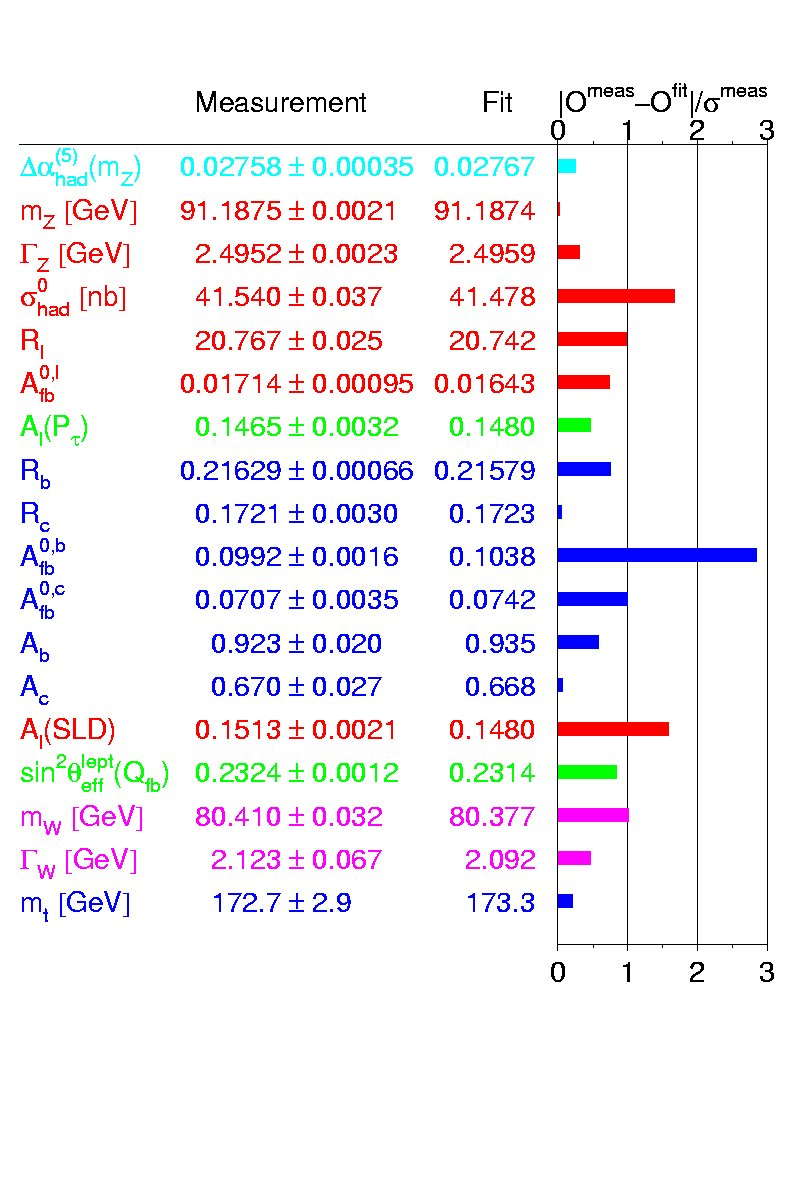 Measurement Fit |O^meas–O^fit|/σ^meas
0 1 2 3
Δα_had^(5)(m_Z) 0.02758 ± 0.00035 0.02767
m_Z [GeV] 91.1875 ± 0.0021 91.1874
Γ_Z [GeV] 2.4952 ± 0.0023 2.4959
σ_had^0 [nb] 41.540 ± 0.037 41.478
R_l 20.767 ± 0.025 20.742
A_fb^0,l 0.01714 ± 0.00095 0.01643
A_l(P_τ) 0.1465 ± 0.0032 0.1480
R_b 0.21629 ± 0.00066 0.21579
R_c 0.1721 ± 0.0030 0.1723
A_fb^0,b 0.0992 ± 0.0016 0.1038
A_fb^0,c 0.0707 ± 0.0035 0.0742
A_b 0.923 ± 0.020 0.935
A_c 0.670 ± 0.027 0.668
A_l(SLD) 0.1513 ± 0.0021 0.1480
sin^2θ_eff^lept(Q_fb) 0.2324 ± 0.0012 0.2314
m_W [GeV] 80.410 ± 0.032 80.377
Γ_W [GeV] 2.123 ± 0.067 2.092
m_t [GeV] 172.7 ± 2.9 173.3
0 1 2 3